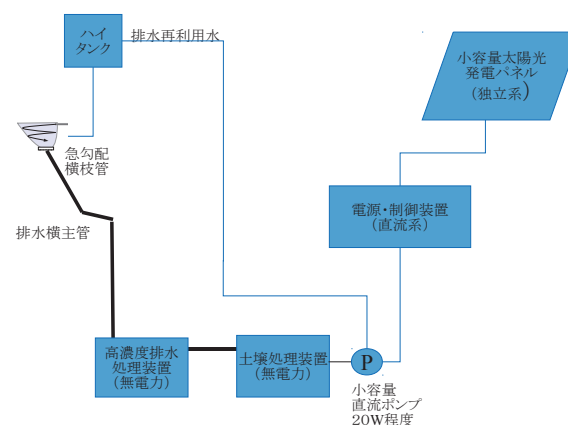 ハイ
タンク
排水再利用水
小容量太陽光
発電パネル
（独立系）
急勾配
横枝管
電源・制御装置
（直流系）
排水横主管
高濃度排水
処理装置
（無電力）
土壌処理装置
（無電力）
P
小容量
直流ポンプ
20W程度